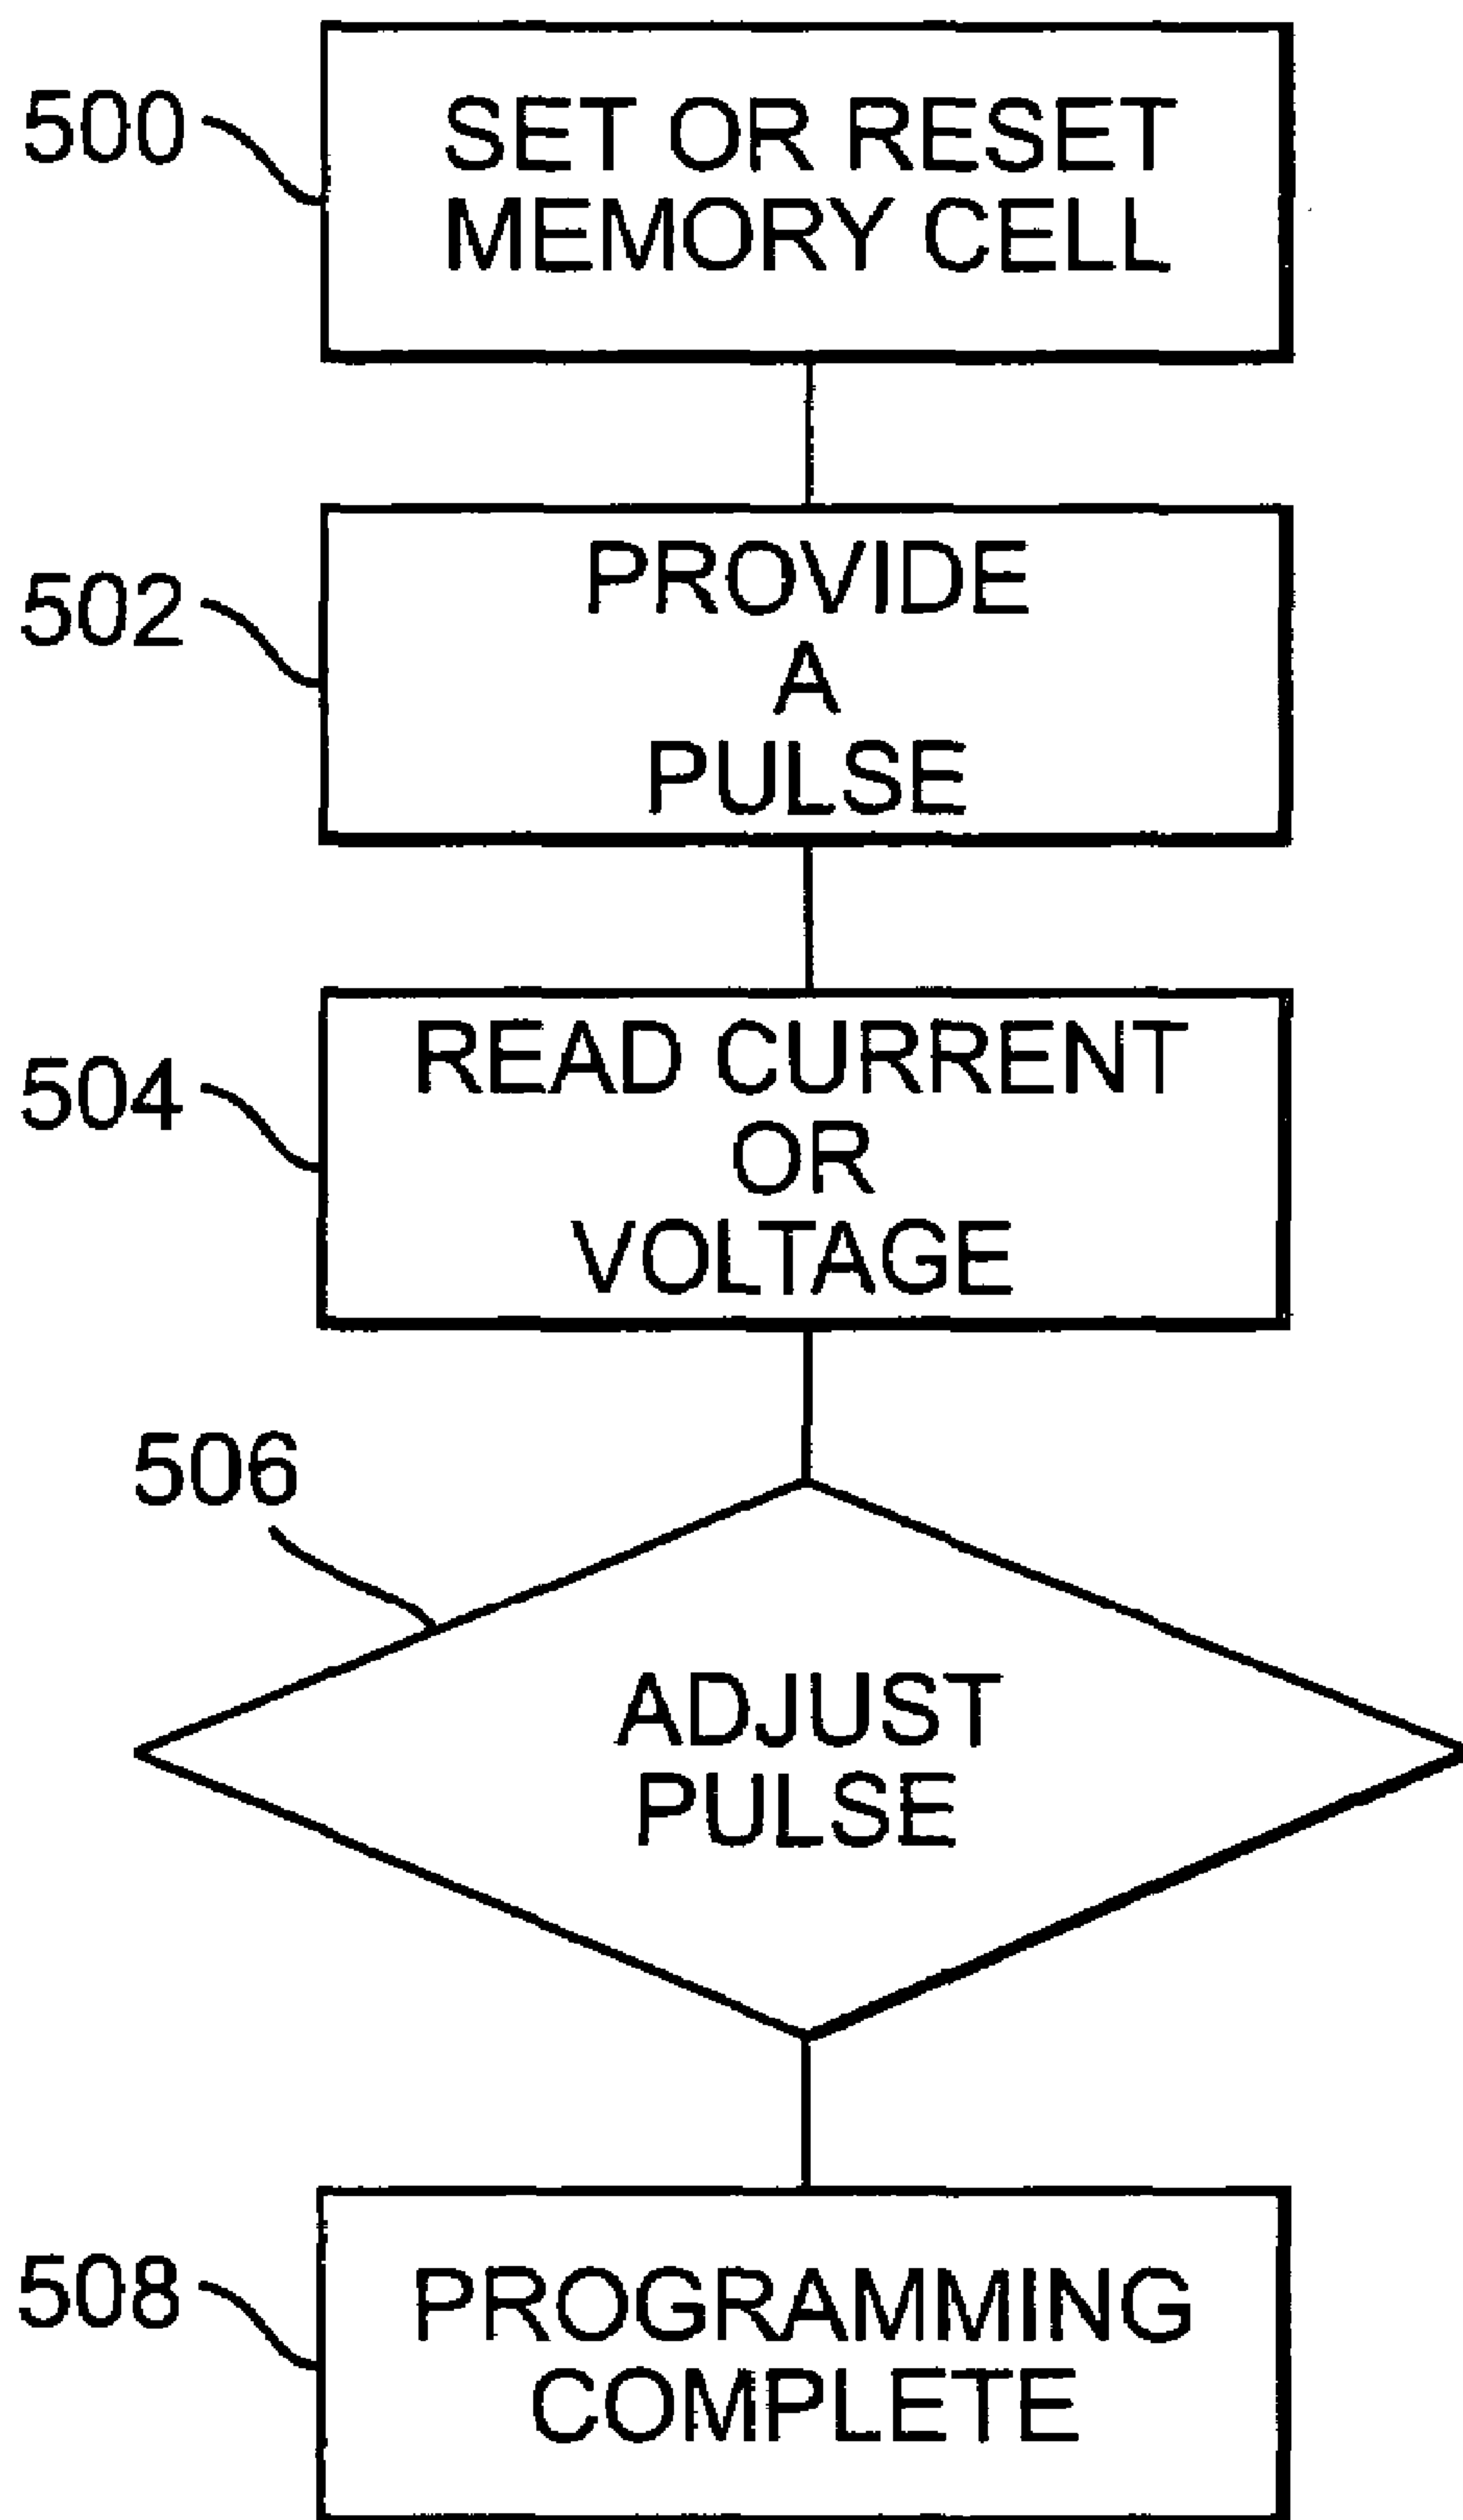 500
SET OR RESET
MEMORY CELL
502
PROVIDE
A
PULSE
504
READ CURRENT
OR
VOLTAGE
506
ADJUST
PULSE
508
PROGRAMMING
COMPLETE